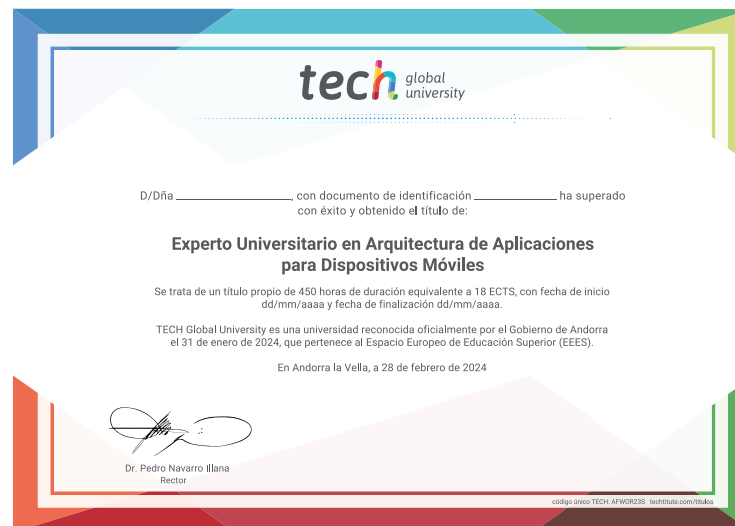 tech global university
D/Dña ____________________, con documento de identificación ______________ ha superado
con éxito y obtenido el título de:
Experto Universitario en Arquitectura de Aplicaciones
para Dispositivos Móviles
Se trata de un título propio de 450 horas de duración equivalente a 18 ECTS, con fecha de inicio
dd/mm/aaaa y fecha de finalización dd/mm/aaaa.
TECH Global University es una universidad reconocida oficialmente por el Gobierno de Andorra
el 31 de enero de 2024, que pertenece al Espacio Europeo de Educación Superior (EEES).
En Andorra la Vella, a 28 de febrero de 2024
Dr. Pedro Navarro Illana
Rector
código único TECH: AFWOR23S techtitute.com/titulos